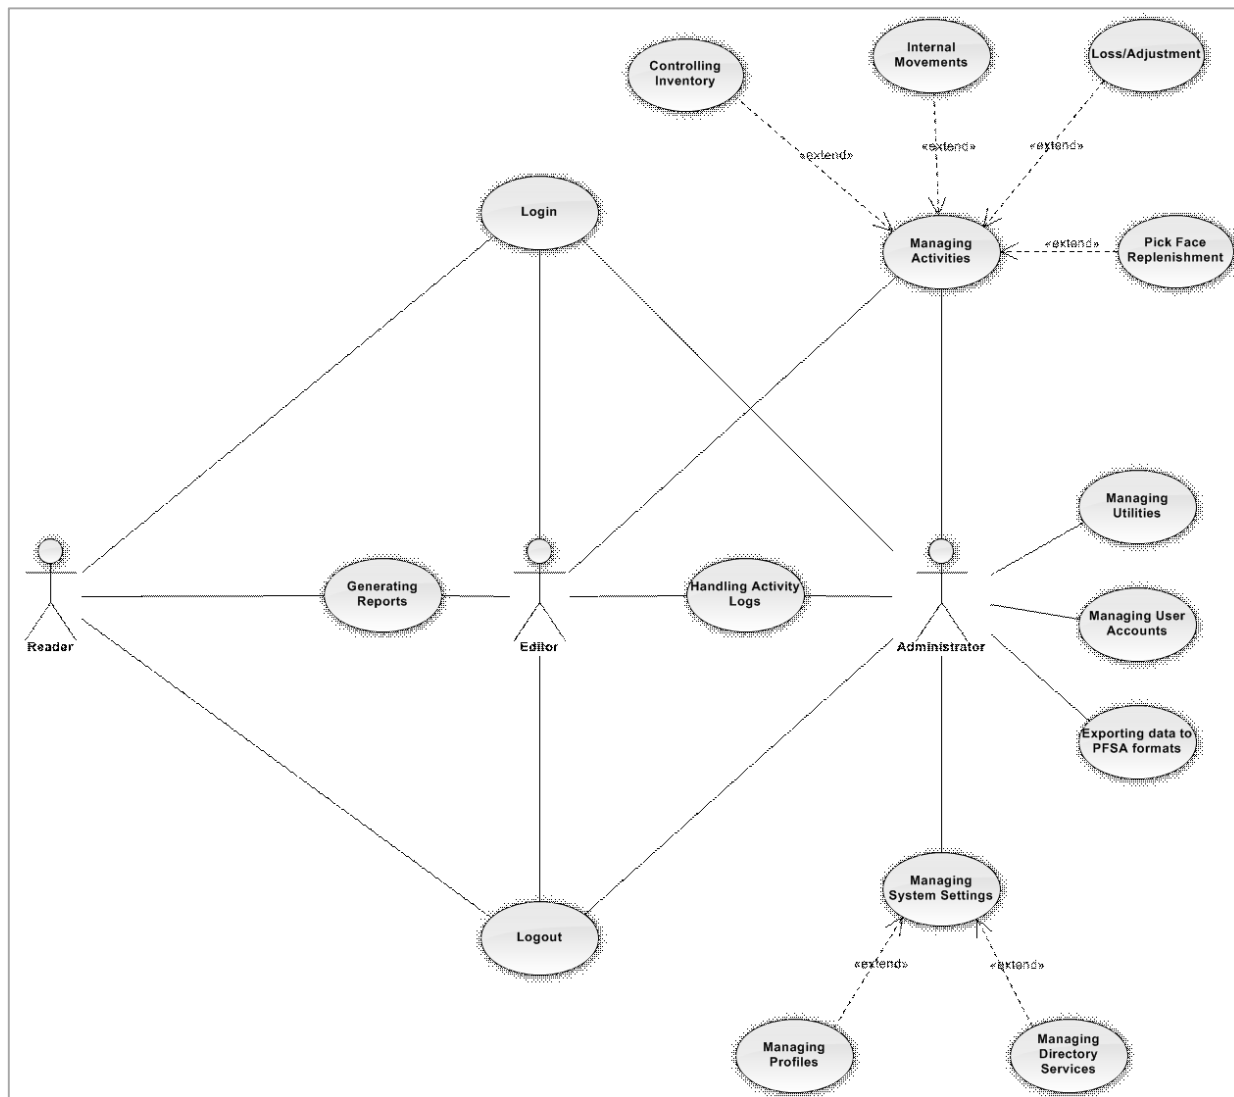 Internal
Movements
Loss/Adjustment
Controlling
Inventory
«extend»
«extend»
«extend»
Login
Managing
Activities
«extend»
Pick Face
Replenishment
Managing
Utilities
Generating
Reports
Handling Activity
Logs
Managing User
Accounts
Reader
Editor
Administrator
Exporting data to
PFSA formats
Managing
System Settings
Logout
«extend»
«extend»
Managing
Profiles
Managing
Directory
Services